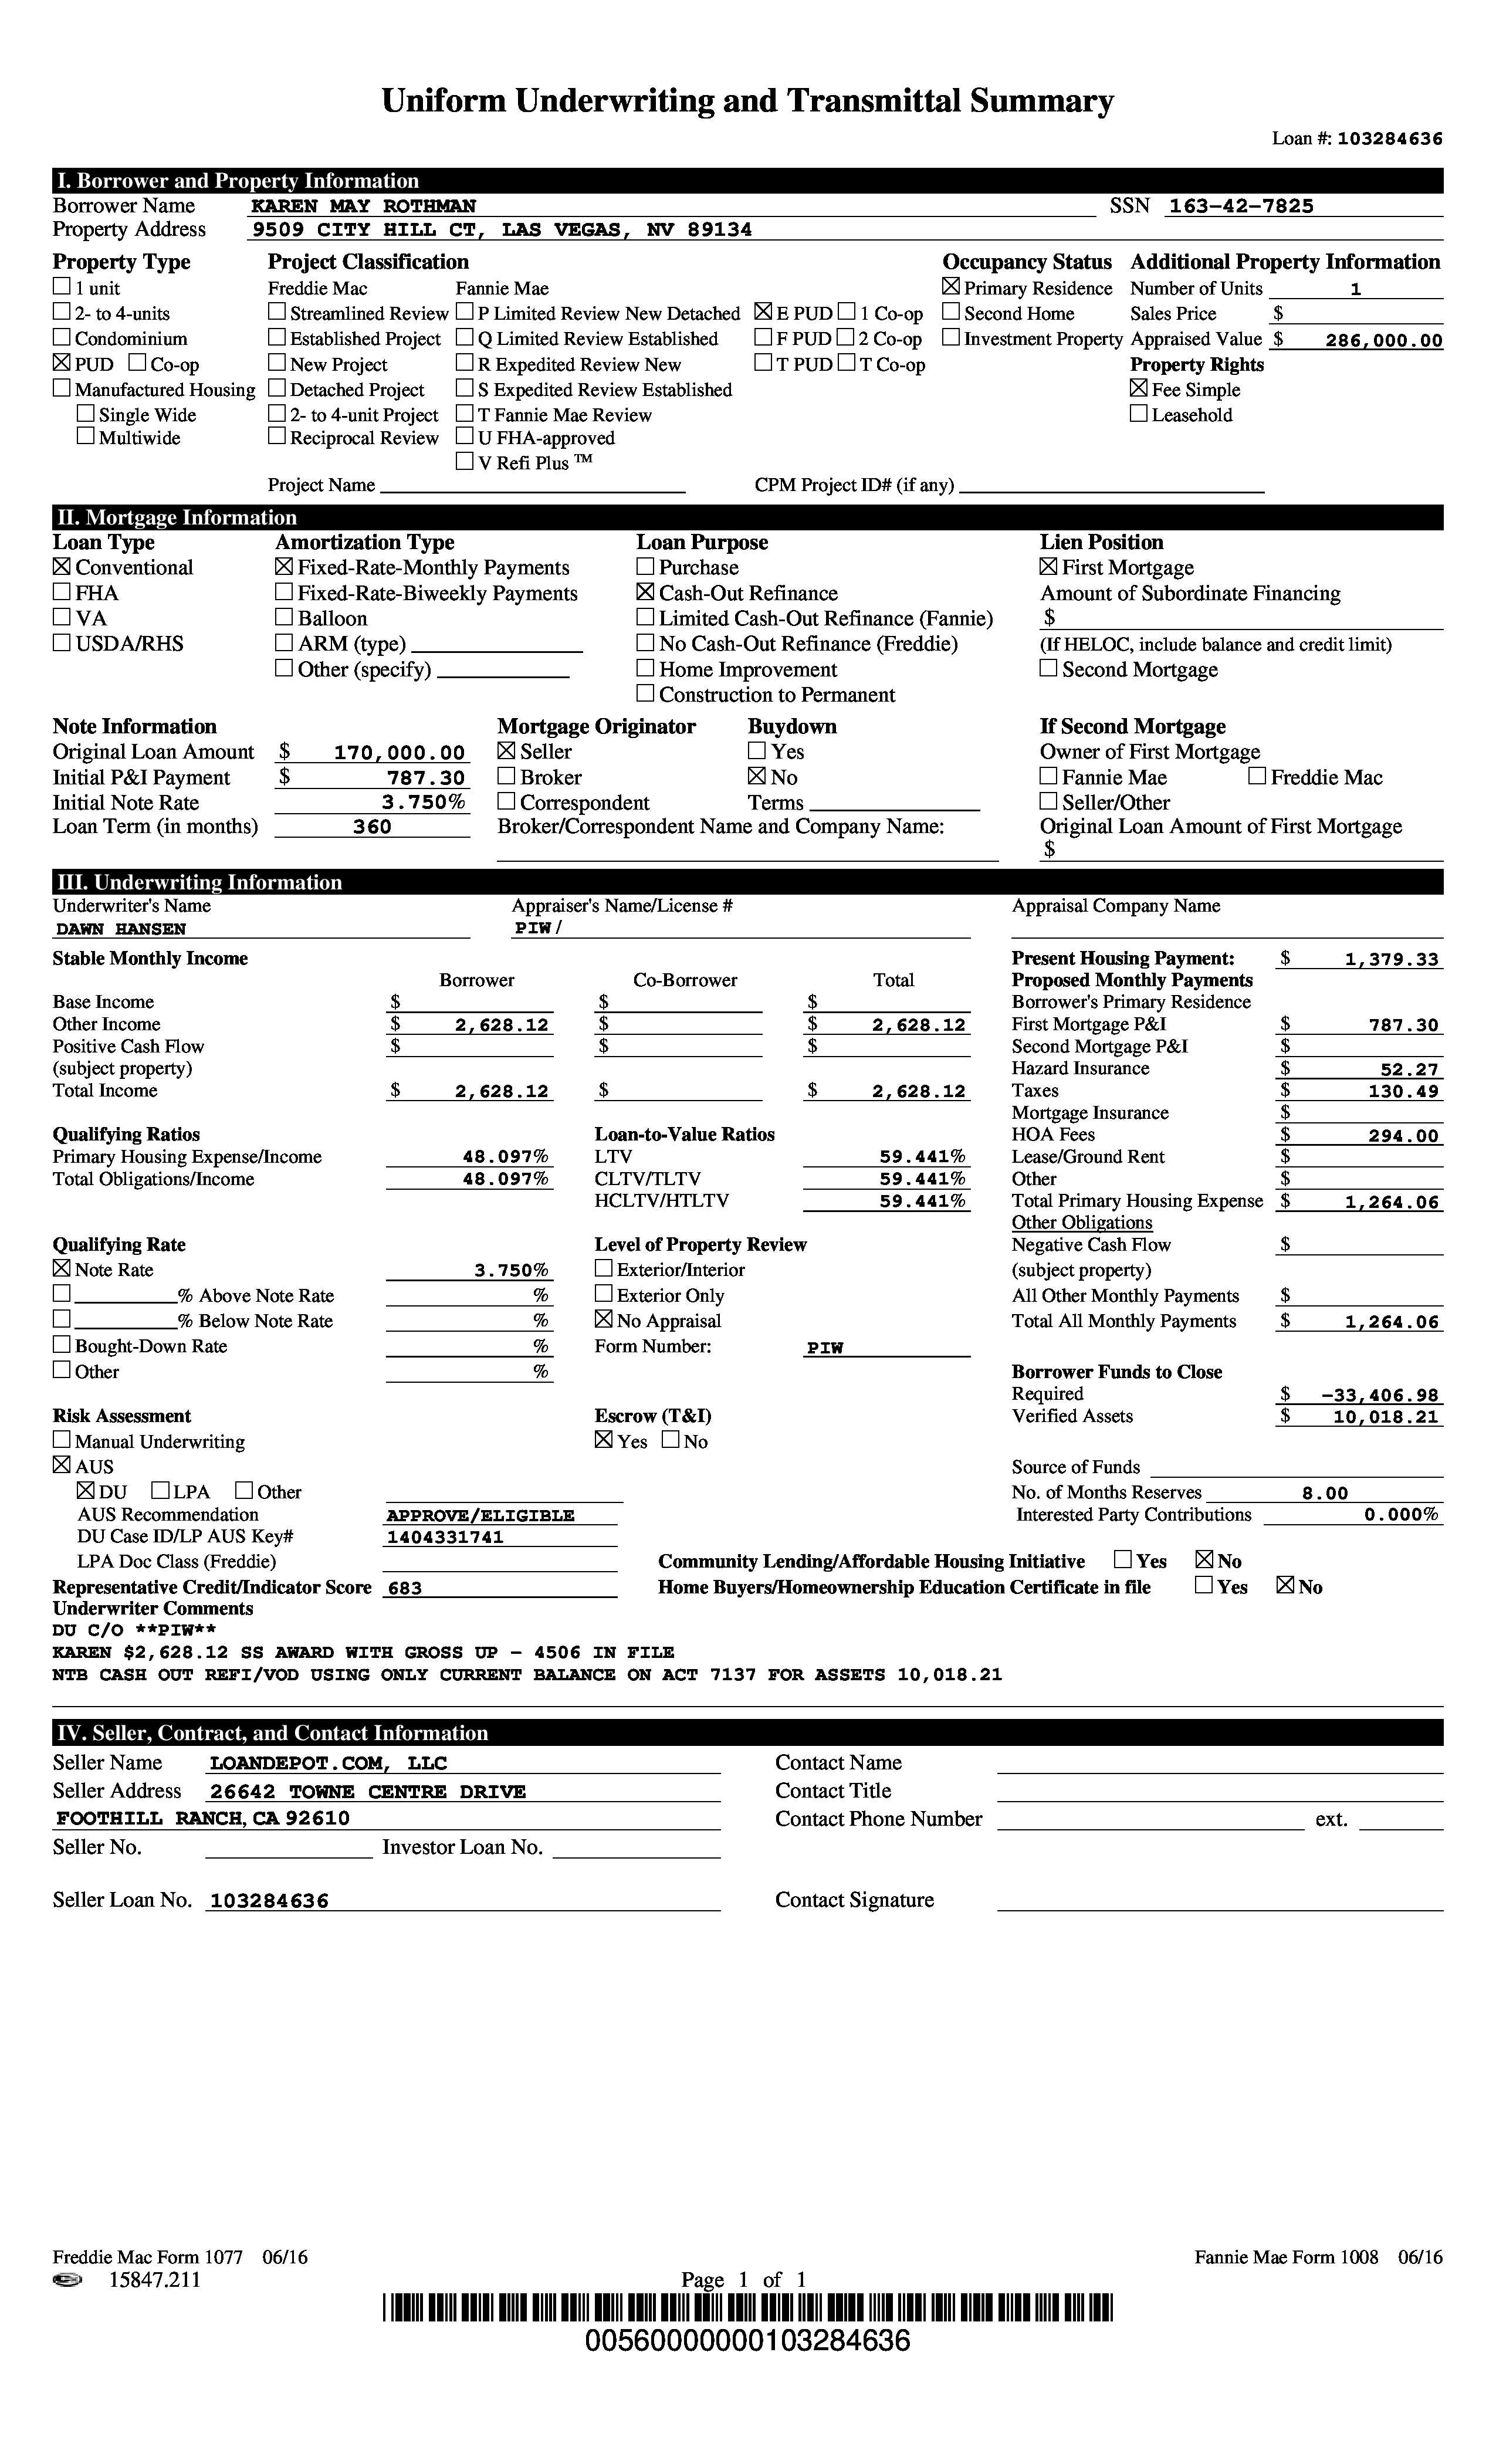 Uniform Underwriting and Transmittal Summary
Loan #: 103284636
I. Borrower and Property Information
Borrower Name KAREN MAY ROTHMAN SSN 163-42-7825
Property Address 9509 CITY HILL CT, LAS VEGAS, NV 89134
Property Type Project Classification Occupancy Status Additional Property Information
☐ 1 unit Freddie Mac Fannie Mae ☒ Primary Residence Number of Units 1
☐ 2- to 4-units ☐ Streamlined Review ☐ P Limited Review New Detached ☒ E PUD ☐ 1 Co-op ☐ Second Home Sales Price $
☐ Condominium ☐ Established Project ☐ Q Limited Review Established ☐ F PUD ☐ 2 Co-op ☐ Investment Property Appraised Value $ 286,000.00
☒ PUD ☐ Co-op ☐ New Project ☐ R Expedited Review New ☐ T PUD ☐ T Co-op Property Rights
☐ Manufactured Housing ☐ Detached Project ☐ S Expedited Review Established ☒ Fee Simple
☐ Single Wide ☐ 2- to 4-unit Project ☐ T Fannie Mae Review ☐ Leasehold
☐ Multiwide ☐ Reciprocal Review ☐ U FHA-approved
☐ V Refi Plus ™
Project Name CPM Project ID# (if any)
II. Mortgage Information
Loan Type Amortization Type Loan Purpose Lien Position
☒ Conventional ☒ Fixed-Rate-Monthly Payments ☐ Purchase ☒ First Mortgage
☐ FHA ☐ Fixed-Rate-Biweekly Payments ☒ Cash-Out Refinance Amount of Subordinate Financing
☐ VA ☐ Balloon ☐ Limited Cash-Out Refinance (Fannie) $
☐ USDA/RHS ☐ ARM (type) ☐ No Cash-Out Refinance (Freddie) (If HELOC, include balance and credit limit)
☐ Other (specify) ☐ Home Improvement ☐ Second Mortgage
☐ Construction to Permanent
Note Information Mortgage Originator Buydown If Second Mortgage
Original Loan Amount $ 170,000.00 ☒ Seller ☐ Yes Owner of First Mortgage
Initial P&I Payment $ 787.30 ☐ Broker ☒ No ☐ Fannie Mae ☐ Freddie Mac
Initial Note Rate 3.750% ☐ Correspondent Terms ☐ Seller/Other
Loan Term (in months) 360 Broker/Correspondent Name and Company Name: Original Loan Amount of First Mortgage
$
III. Underwriting Information
Underwriter's Name Appraiser's Name/License # Appraisal Company Name
DAWN HANSEN PIW /
Stable Monthly Income Present Housing Payment: $ 1,379.33
Borrower Co-Borrower Total Proposed Monthly Payments
Base Income $ $ $ Borrower's Primary Residence
Other Income $ 2,628.12 $ $ 2,628.12 First Mortgage P&I $ 787.30
Positive Cash Flow $ $ $ Second Mortgage P&I $
(subject property) Hazard Insurance $ 52.27
Total Income $ 2,628.12 $ $ 2,628.12 Taxes $ 130.49
Mortgage Insurance $
Qualifying Ratios Loan-to-Value Ratios HOA Fees $ 294.00
Primary Housing Expense/Income 48.097% LTV 59.441% Lease/Ground Rent $
Total Obligations/Income 48.097% CLTV/TLTV 59.441% Other $
HCLTV/HTLTV 59.441% Total Primary Housing Expense $ 1,264.06
Other Obligations
Qualifying Rate Level of Property Review Negative Cash Flow $
☒ Note Rate 3.750% ☐ Exterior/Interior (subject property)
☐ % Above Note Rate % ☐ Exterior Only All Other Monthly Payments $
☐ % Below Note Rate % ☒ No Appraisal Total All Monthly Payments $ 1,264.06
☐ Bought-Down Rate % Form Number: PIW
☐ Other % Borrower Funds to Close
Required $ -33,406.98
Risk Assessment Escrow (T&I) Verified Assets $ 10,018.21
☐ Manual Underwriting ☒ Yes ☐ No
☒ AUS Source of Funds
☒ DU ☐ LPA ☐ Other No. of Months Reserves 8.00
AUS Recommendation APPROVE/ELIGIBLE Interested Party Contributions 0.000%
DU Case ID/LP AUS Key# 1404331741
LPA Doc Class (Freddie) Community Lending/Affordable Housing Initiative ☐ Yes ☒ No
Representative Credit/Indicator Score 683 Home Buyers/Homeownership Education Certificate in file ☐ Yes ☒ No
Underwriter Comments
DU C/O **PIW**
KAREN $2,628.12 SS AWARD WITH GROSS UP - 4506 IN FILE
NTB CASH OUT REFI/VOD USING ONLY CURRENT BALANCE ON ACT 7137 FOR ASSETS 10,018.21
IV. Seller, Contract, and Contact Information
Seller Name LOANDEPOT.COM, LLC Contact Name
Seller Address 26642 TOWNE CENTRE DRIVE Contact Title
FOOTHILL RANCH, CA 92610 Contact Phone Number ext.
Seller No. Investor Loan No.
Seller Loan No. 103284636 Contact Signature
Freddie Mac Form 1077 06/16 Fannie Mae Form 1008 06/16
15847.211 Page 1 of 1
00560000000103284636